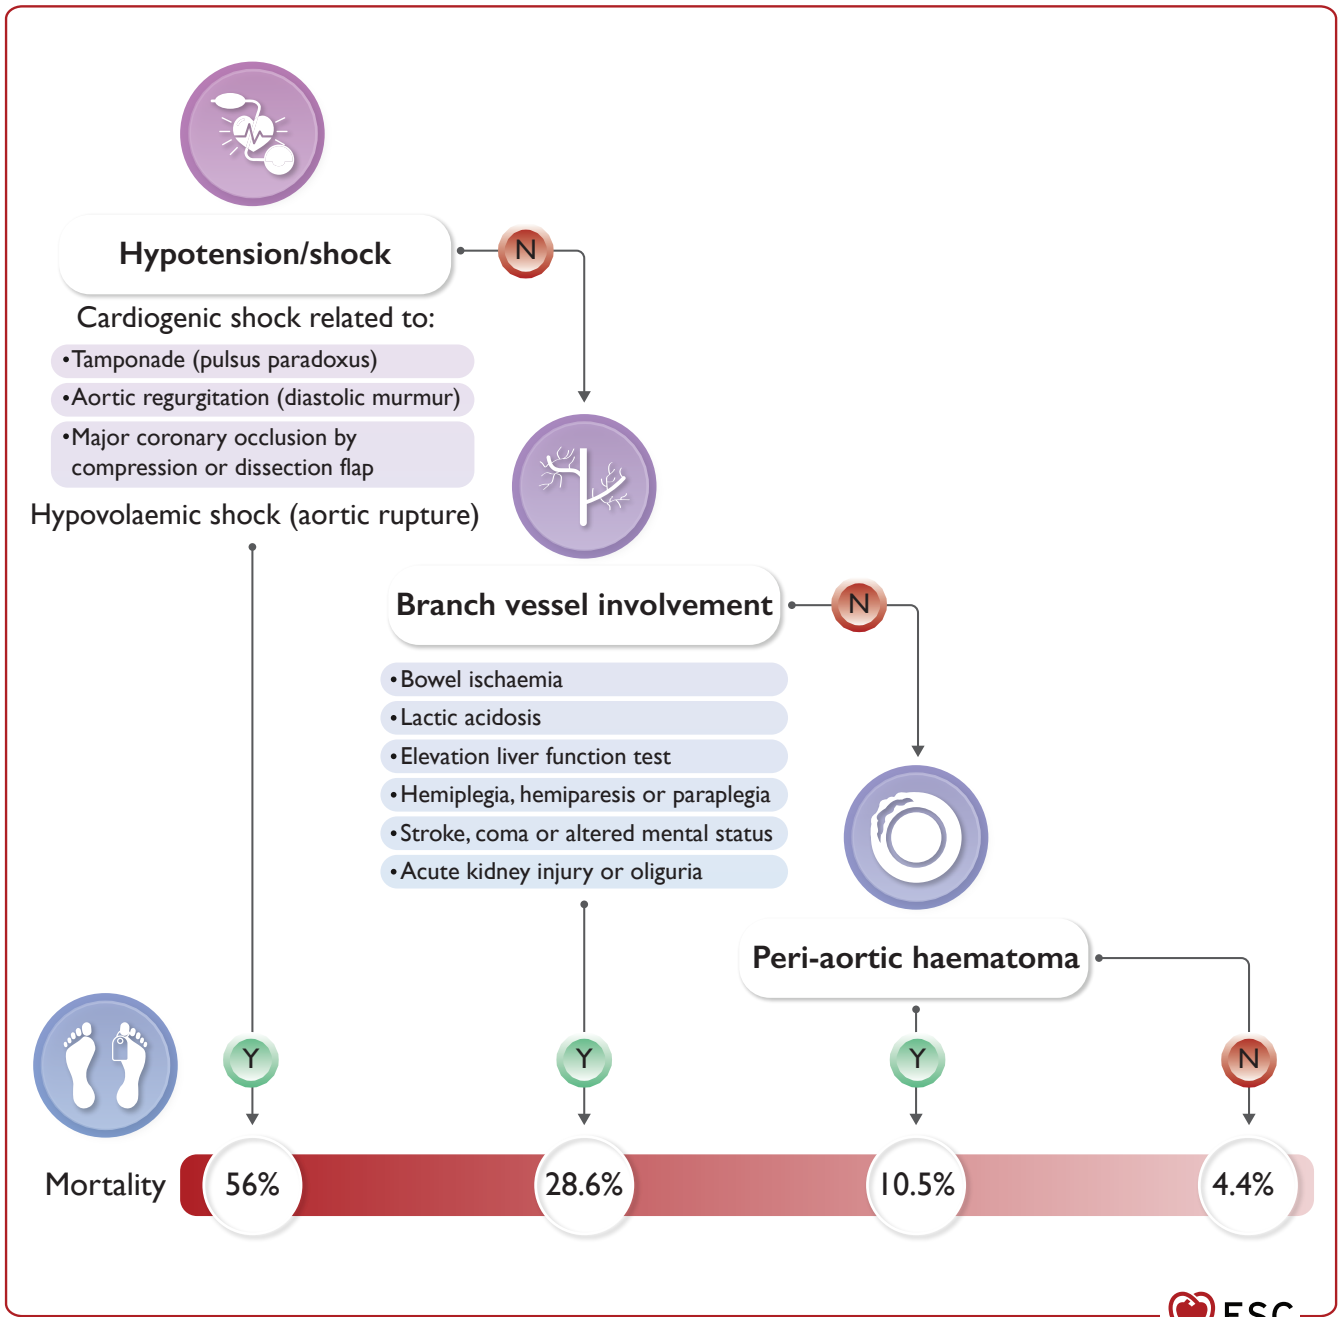 Hypotension/shock
N
Cardiogenic shock related to:
•Tamponade (pulsus paradoxus)
•Aortic regurgitation (diastolic murmur)
•Major coronary occlusion by
compression or dissection flap
Hypovolaemic shock (aortic rupture)
Branch vessel involvement
N
•Bowel ischaemia
•Lactic acidosis
•Elevation liver function test
•Hemiplegia, hemiparesis or paraplegia
•Stroke, coma or altered mental status
•Acute kidney injury or oliguria
Peri-aortic haematoma
Y
Y
Y
N
Mortality
56%
28.6%
10.5%
4.4%
ESC